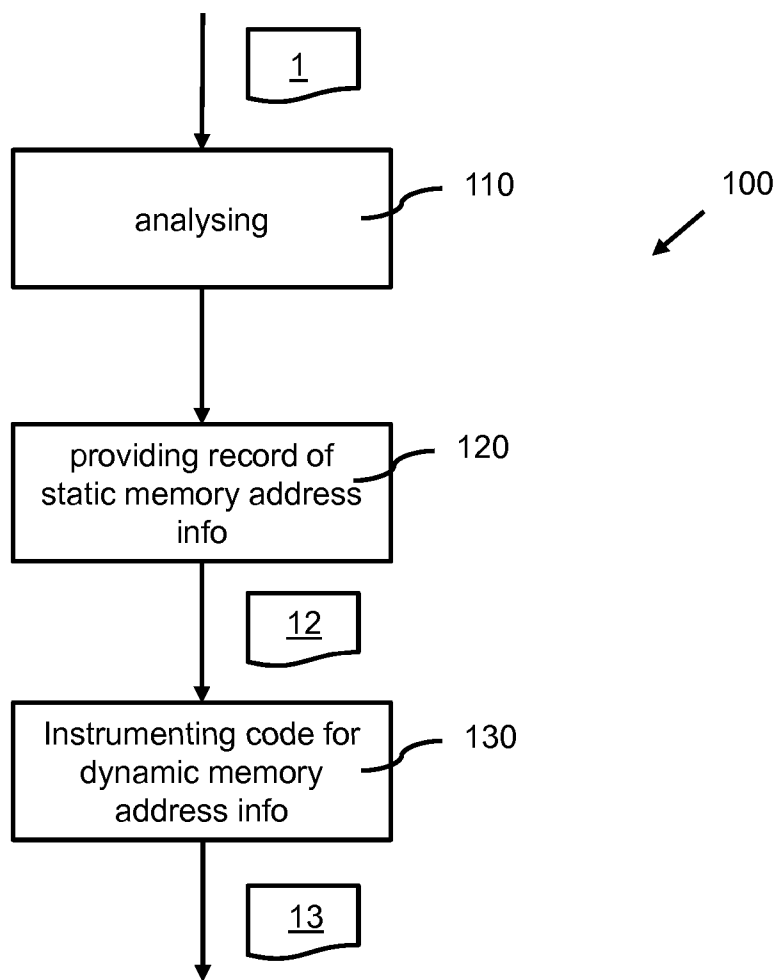 1
110
100
analysing
120
providing record of
static memory address
info
12
130
Instrumenting code for
dynamic memory
address info
13